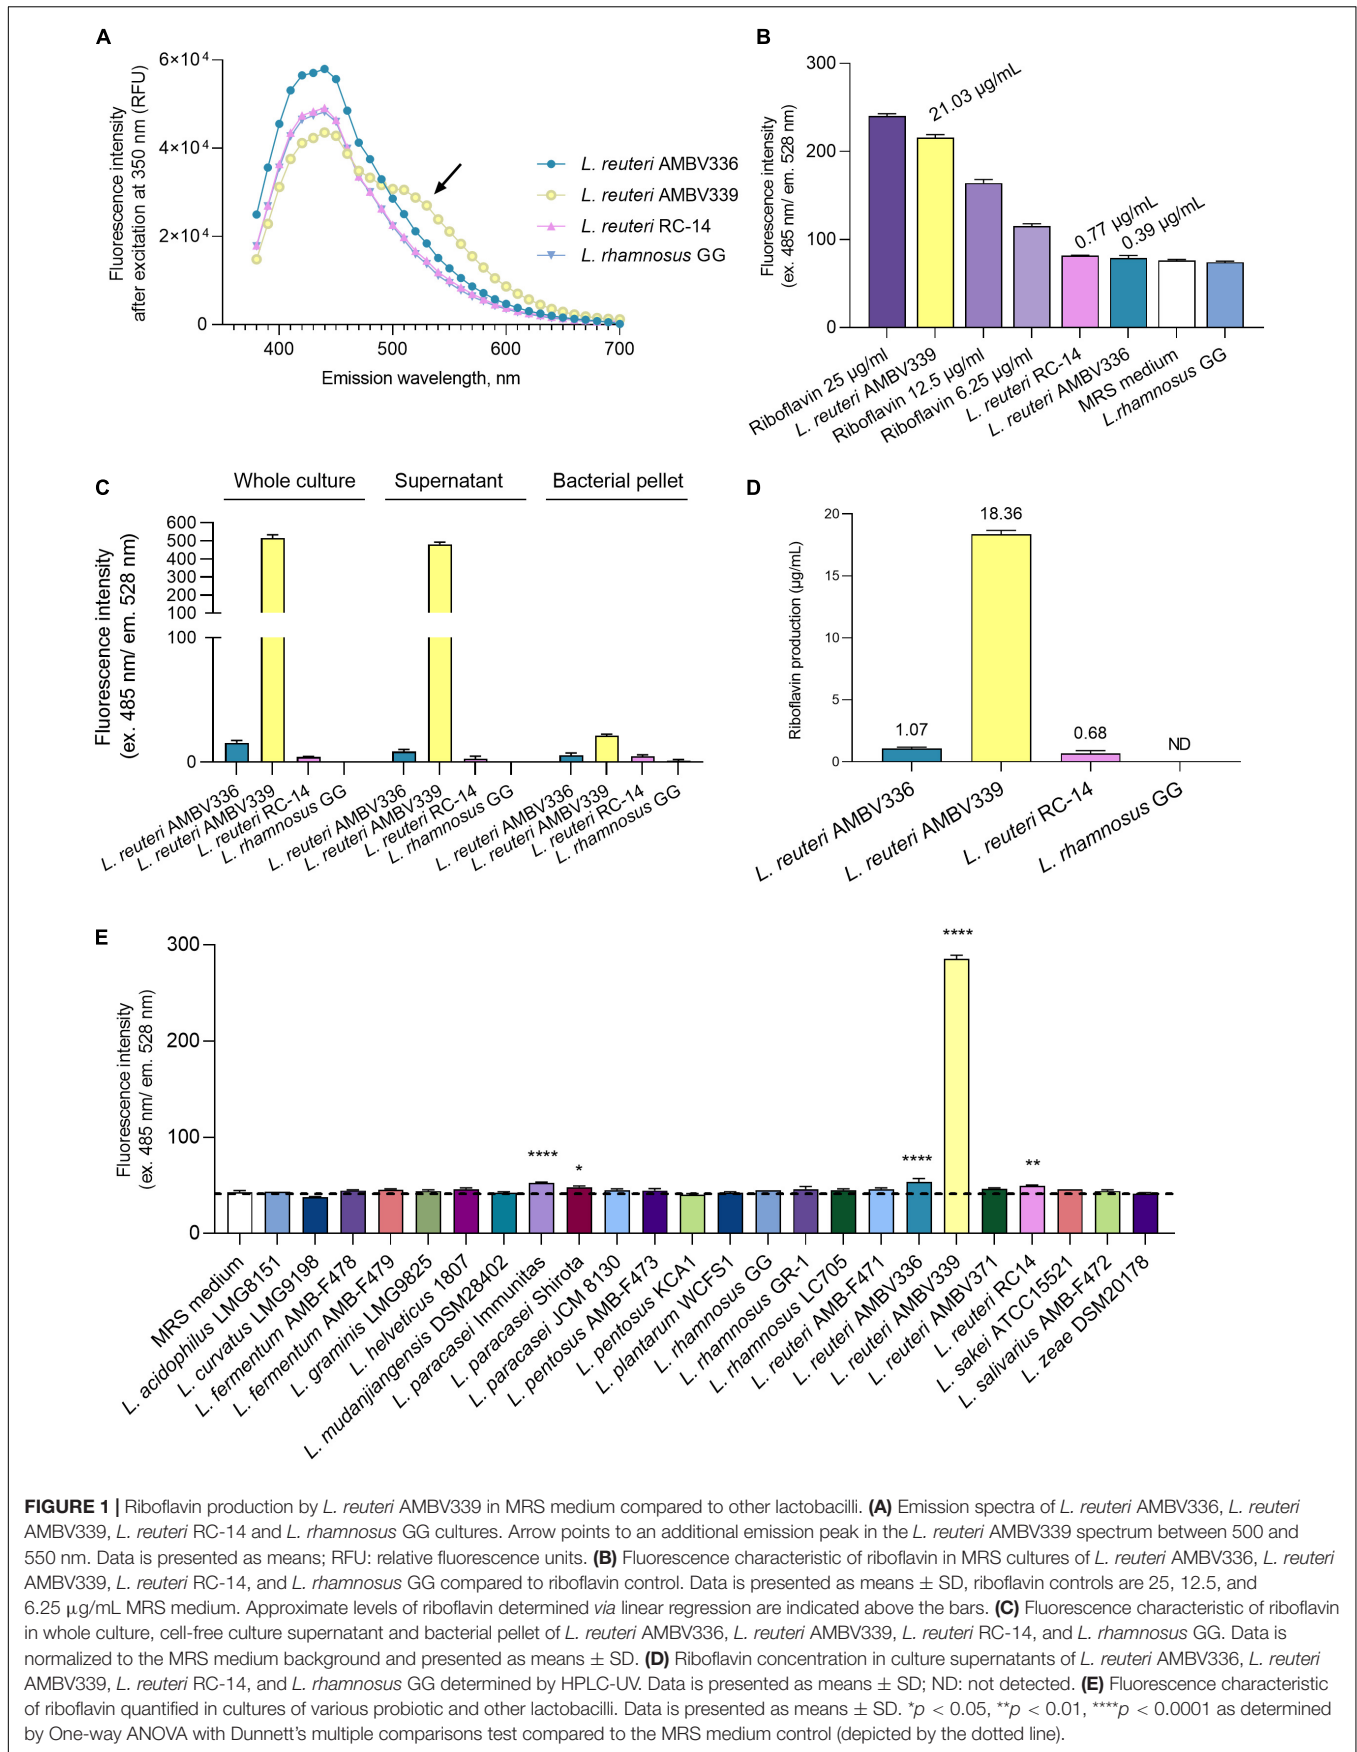 A
6×10⁴
4×10⁴
2×10⁴
0
Fluorescence intensity
after excitation at 350 nm (RFU)
400
500
600
700
Emission wavelength, nm
L. reuteri AMBV336
L. reuteri AMBV339
L. reuteri RC-14
L. rhamnosus GG
B
300
200
100
0
Fluorescence intensity
(ex. 485 nm/ em. 528 nm)
21.03 µg/mL
0.77 µg/mL
0.39 µg/mL
Riboflavin 25 µg/ml
L. reuteri AMBV339
Riboflavin 12.5 µg/ml
Riboflavin 6.25 µg/ml
L. reuteri RC-14
L. reuteri AMBV336
MRS medium
L.rhamnosus GG
C
Whole culture
Supernatant
Bacterial pellet
600
500
400
300
200
100
100
0
Fluorescence intensity
(ex. 485 nm/ em. 528 nm)
L. reuteri AMBV336
L. reuteri AMBV339
L. reuteri RC-14
L. rhamnosus GG
L. reuteri AMBV336
L. reuteri AMBV339
L. reuteri RC-14
L. rhamnosus GG
L. reuteri AMBV336
L. reuteri AMBV339
L. reuteri RC-14
L. rhamnosus GG
D
20
15
10
5
0
Riboflavin production (µg/mL)
1.07
18.36
0.68
ND
L. reuteri AMBV336
L. reuteri AMBV339
L. reuteri RC-14
L. rhamnosus GG
E
300
200
100
0
Fluorescence intensity
(ex. 485 nm/ em. 528 nm)
****
*
****
****
**
MRS medium
L. acidophilus LMG8151
L. curvatus LMG9198
L. fermentum AMB-F478
L. fermentum AMB-F479
L. graminis LMG9825
L. helveticus 1807
L. mudanjiangensis DSM28402
L. paracasei Immunitas
L. paracasei Shirota
L. paracasei JCM 8130
L. pentosus AMB-F473
L. pentosus KCA1
L. plantarum WCFS1
L. rhamnosus GG
L. rhamnosus GR-1
L. rhamnosus LC705
L. reuteri AMB-F471
L. reuteri AMBV336
L. reuteri AMBV339
L. reuteri AMBV371
L. reuteri RC14
L. sakei ATCC15521
L. salivarius AMB-F472
L. zeae DSM20178
FIGURE 1 | Riboflavin production by L. reuteri AMBV339 in MRS medium compared to other lactobacilli. (A) Emission spectra of L. reuteri AMBV336, L. reuteri
AMBV339, L. reuteri RC-14 and L. rhamnosus GG cultures. Arrow points to an additional emission peak in the L. reuteri AMBV339 spectrum between 500 and
550 nm. Data is presented as means; RFU: relative fluorescence units. (B) Fluorescence characteristic of riboflavin in MRS cultures of L. reuteri AMBV336, L. reuteri
AMBV339, L. reuteri RC-14, and L. rhamnosus GG compared to riboflavin control. Data is presented as means ± SD, riboflavin controls are 25, 12.5, and
6.25 µg/mL MRS medium. Approximate levels of riboflavin determined via linear regression are indicated above the bars. (C) Fluorescence characteristic of riboflavin
in whole culture, cell-free culture supernatant and bacterial pellet of L. reuteri AMBV336, L. reuteri AMBV339, L. reuteri RC-14, and L. rhamnosus GG. Data is
normalized to the MRS medium background and presented as means ± SD. (D) Riboflavin concentration in culture supernatants of L. reuteri AMBV336, L. reuteri
AMBV339, L. reuteri RC-14, and L. rhamnosus GG determined by HPLC-UV. Data is presented as means ± SD; ND: not detected. (E) Fluorescence characteristic
of riboflavin quantified in cultures of various probiotic and other lactobacilli. Data is presented as means ± SD. *p < 0.05, **p < 0.01, ****p < 0.0001 as determined
by One-way ANOVA with Dunnett's multiple comparisons test compared to the MRS medium control (depicted by the dotted line).